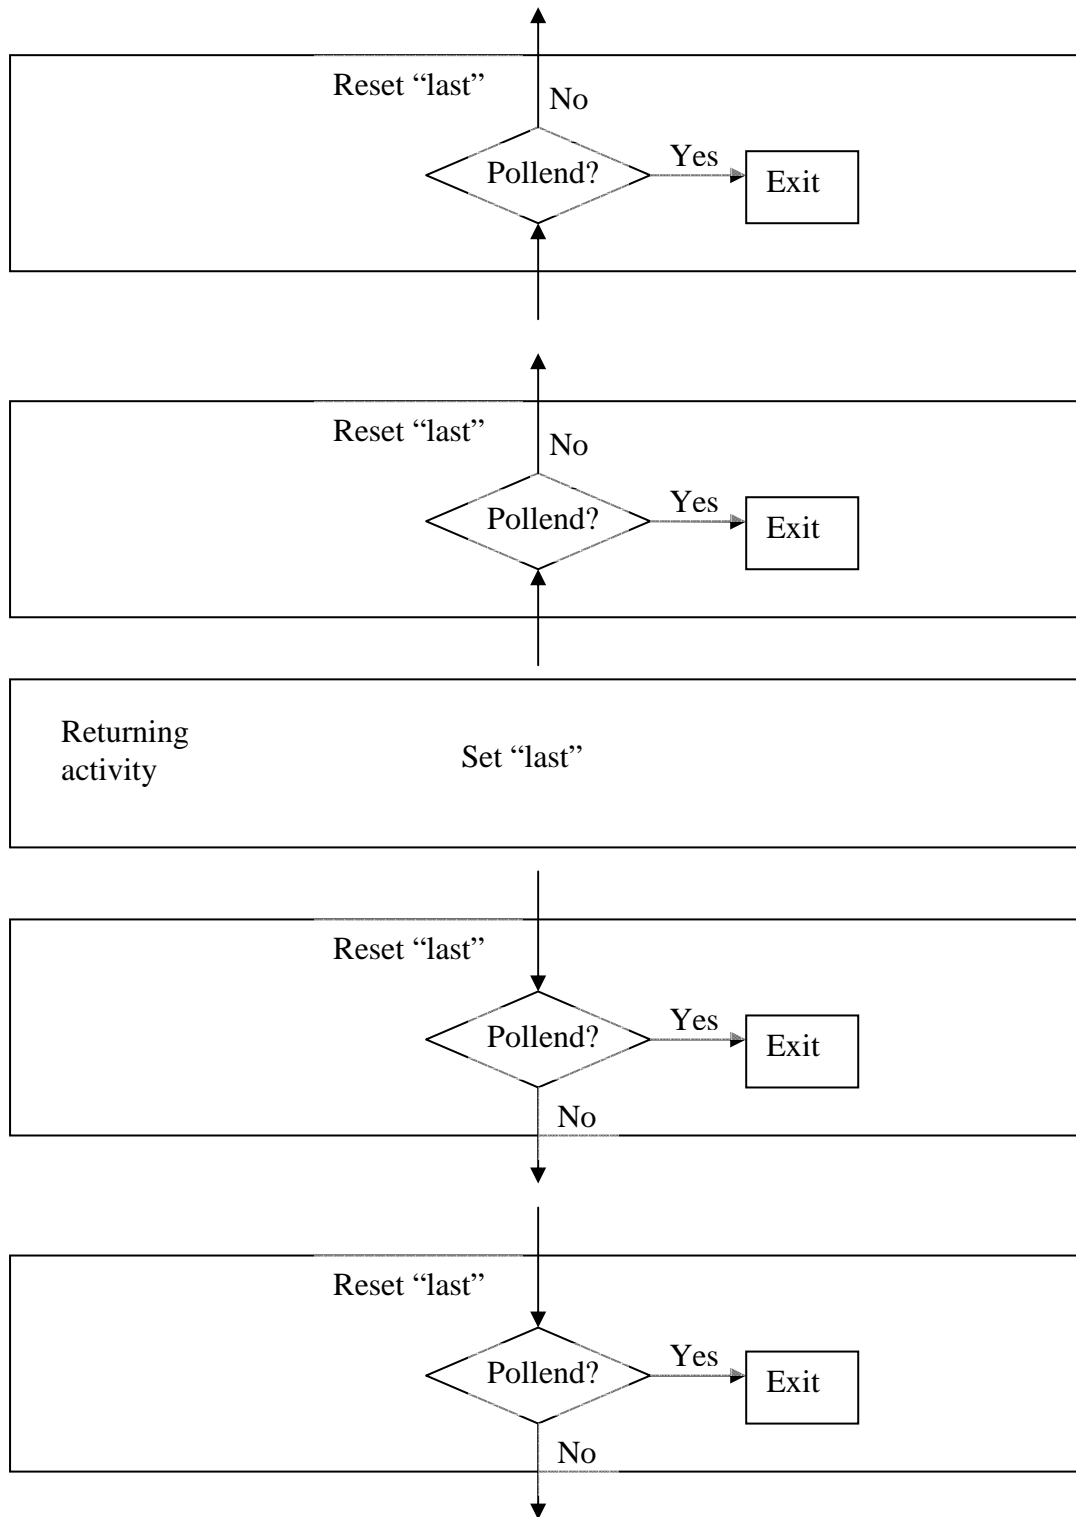 Reset “last”
No
Yes
Pollend?
Exit
Reset “last”
No
Yes
Pollend?
Exit
Returning
activity
Set “last”
Reset “last”
Yes
Pollend?
Exit
No
Reset “last”
Yes
Pollend?
Exit
No